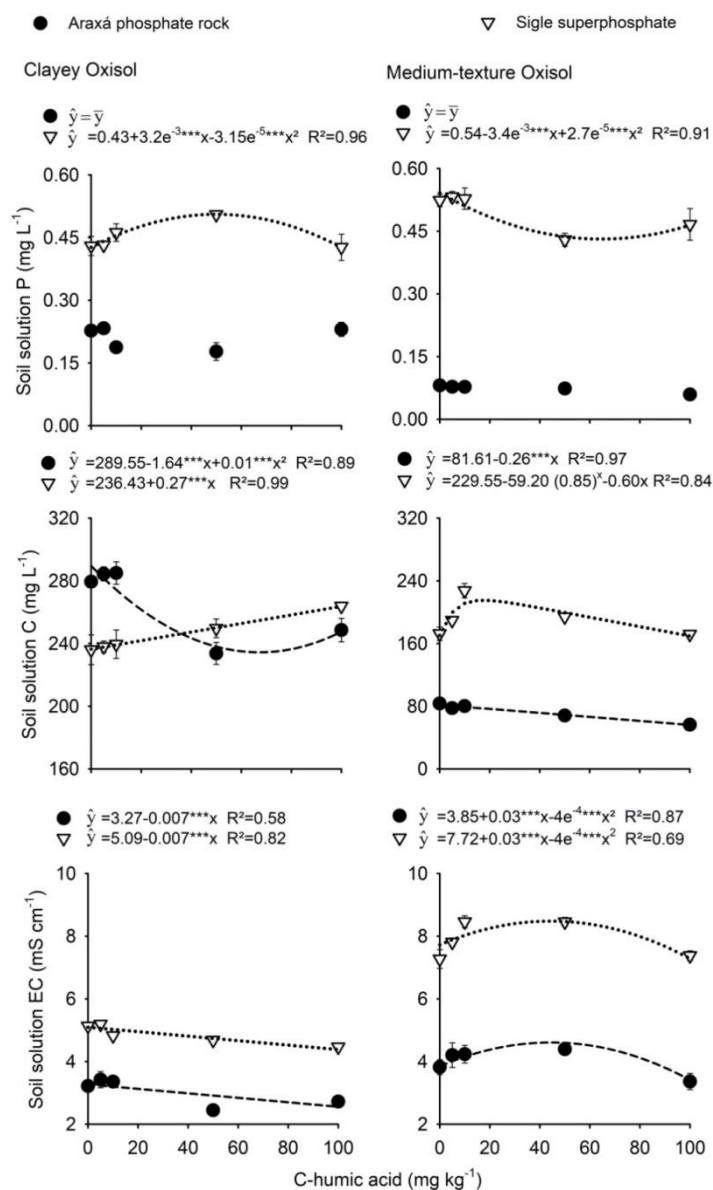 Araxá phosphate rock
Sigle superphosphate
Clayey Oxisol
Medium-texture Oxisol
ŷ=ȳ
ŷ =0.43+3.2e⁻³***x-3.15e⁻⁵***x² R²=0.96
ŷ=ȳ
ŷ =0.54-3.4e⁻³***x+2.7e⁻⁵***x² R²=0.91
Soil solution P (mg L⁻¹)
0.60
0.45
0.30
0.15
0.00
0.60
0.45
0.30
0.15
0.00
ŷ =289.55-1.64***x+0.01***x² R²=0.89
ŷ =236.43+0.27***x R²=0.99
ŷ =81.61-0.26***x R²=0.97
ŷ =229.55-59.20 (0.85)ˣ-0.60x R²=0.84
Soil solution C (mg L⁻¹)
320
280
240
200
160
320
240
160
80
0
ŷ =3.27-0.007***x R²=0.58
ŷ =5.09-0.007***x R²=0.82
ŷ =3.85+0.03***x-4e⁻⁴***x² R²=0.87
ŷ =7.72+0.03***x-4e⁻⁴***x² R²=0.69
Soil solution EC (mS cm⁻¹)
10
8
6
4
2
10
8
6
4
2
0 20 40 60 80 100
0 20 40 60 80 100
C-humic acid (mg kg⁻¹)